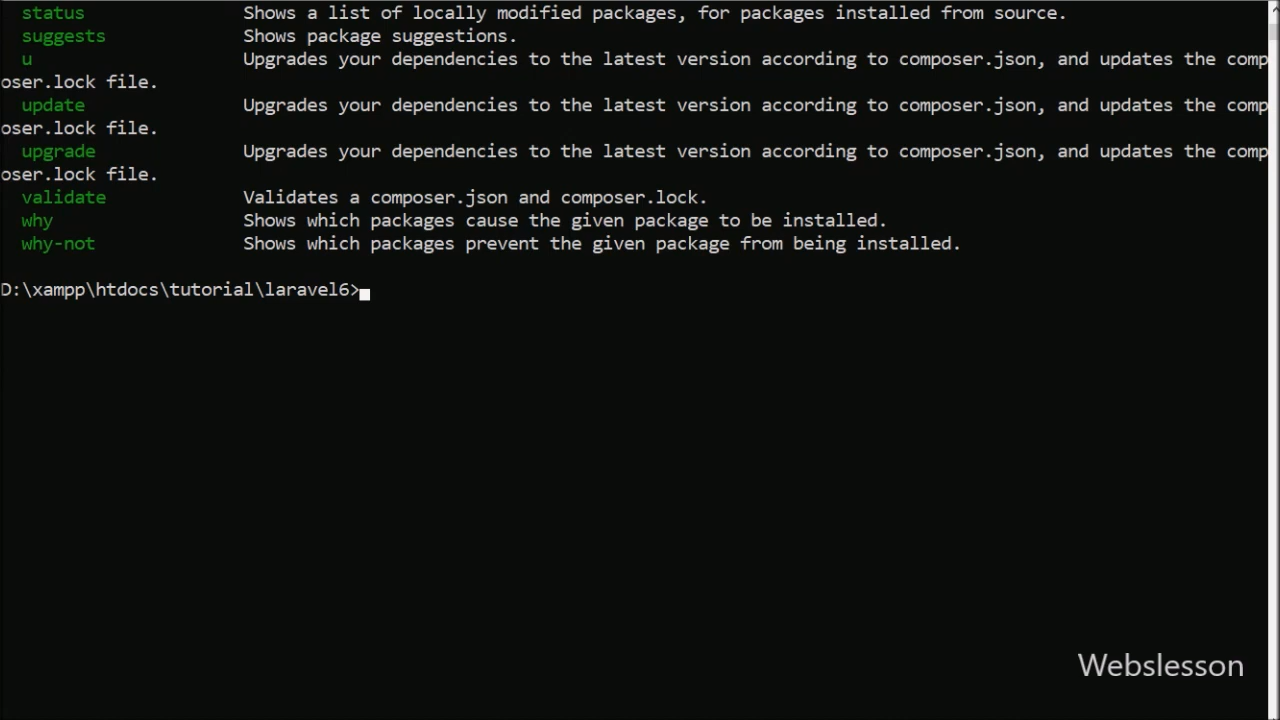 status Shows a list of locally modified packages, for packages installed from source.
suggests Shows package suggestions.
u Upgrades your dependencies to the latest version according to composer.json, and updates the comp
oser.lock file.
update Upgrades your dependencies to the latest version according to composer.json, and updates the comp
oser.lock file.
upgrade Upgrades your dependencies to the latest version according to composer.json, and updates the comp
oser.lock file.
validate Validates a composer.json and composer.lock.
why Shows which packages cause the given package to be installed.
why-not Shows which packages prevent the given package from being installed.
D:\xampp\htdocs\tutorial\laravel6>
Webslesson